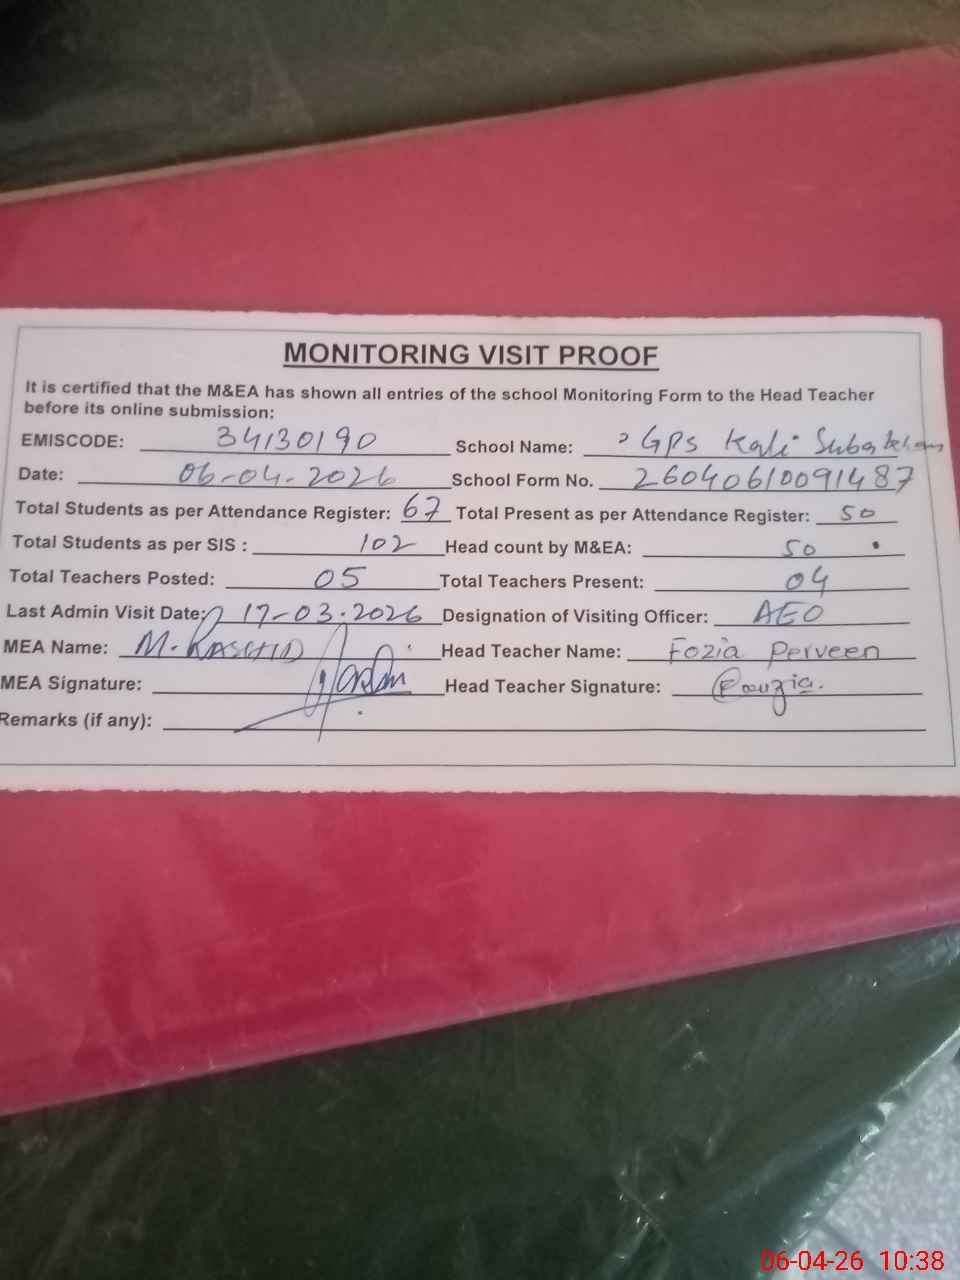 MONITORING VISIT PROOF
It is certified that the M&EA has shown all entries of the school Monitoring Form to the Head Teacher
before its online submission:
EMISCODE: 34130190 School Name: GPS Kali Suba
Date: 06-04-2026 School Form No. 2604061009 1487
Total Students as per Attendance Register: 67 Total Present as per Attendance Register: 50
Total Students as per SIS : 102 Head count by M&EA: 50
Total Teachers Posted: 05 Total Teachers Present: 04
Last Admin Visit Date: 17-03-2026 Designation of Visiting Officer: AEO
MEA Name: M. RASCHID Head Teacher Name: Fozia Perveen
MEA Signature: Head Teacher Signature: Fouzia.
Remarks (if any):
06-04-26 10:38